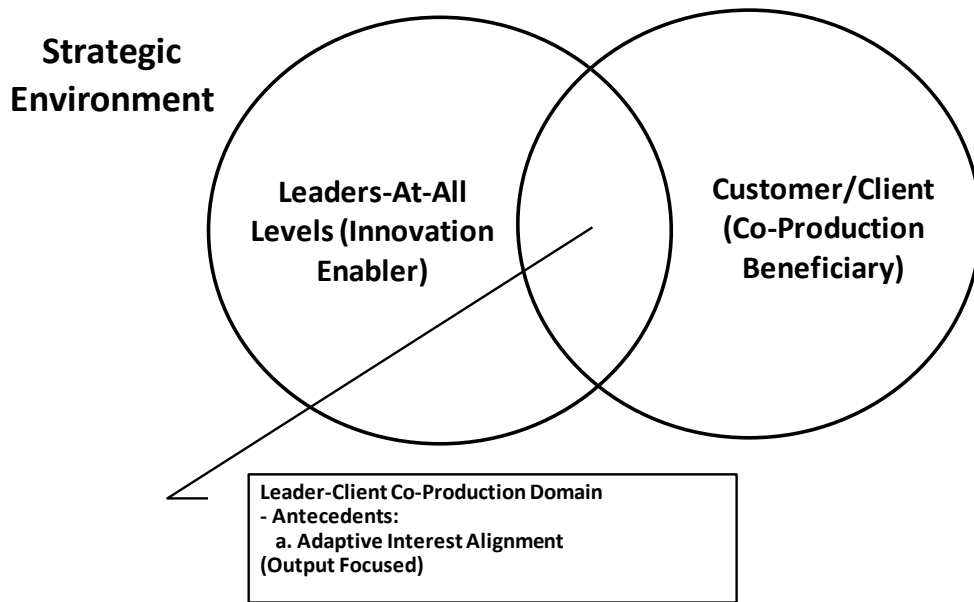 Strategic
Environment
Leaders-At-All
Levels (Innovation
Enabler)
Customer/Client
(Co-Production
Beneficiary)
Leader-Client Co-Production Domain
- Antecedents:
a. Adaptive Interest Alignment
(Output Focused)